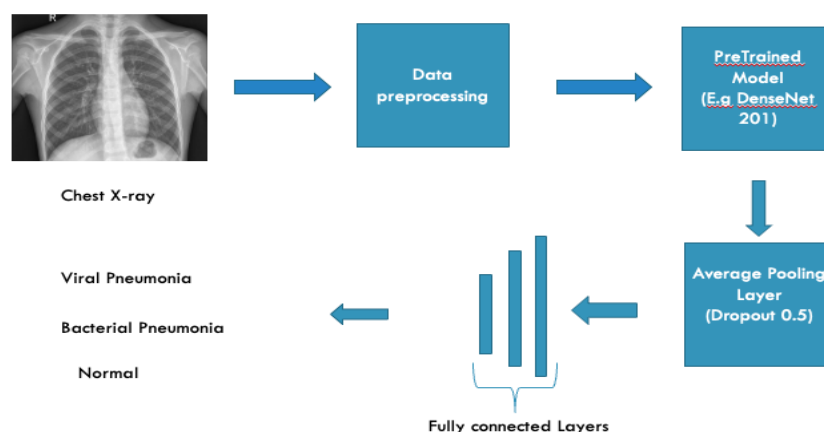 R
Data
preprocessing
PreTrained
Model
(E.g DenseNet
201)
Chest X-ray
Average Pooling
Layer
(Dropout 0.5)
Viral Pneumonia
Bacterial Pneumonia
Normal
Fully connected Layers